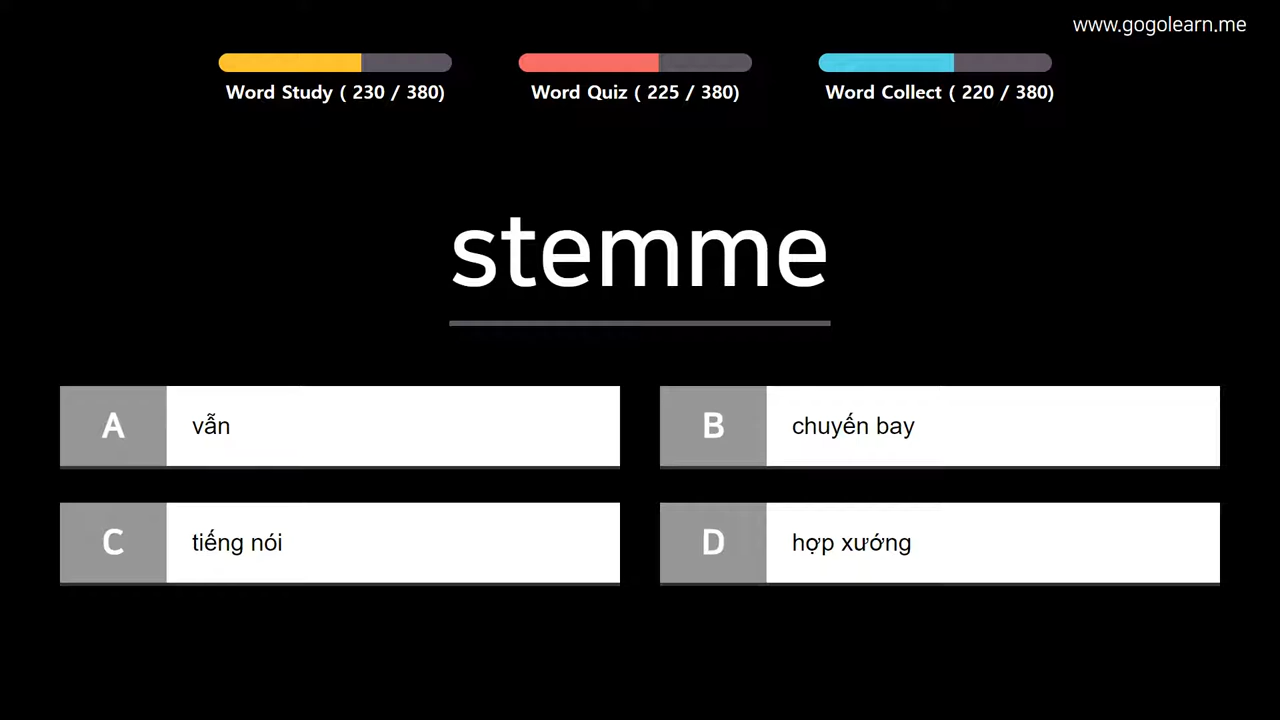 www.gogolearn.me
Word Study ( 230 / 380)
Word Quiz ( 225 / 380)
Word Collect ( 220 / 380)
stemme
A vẫn
B chuyến bay
C tiếng nói
D hợp xướng